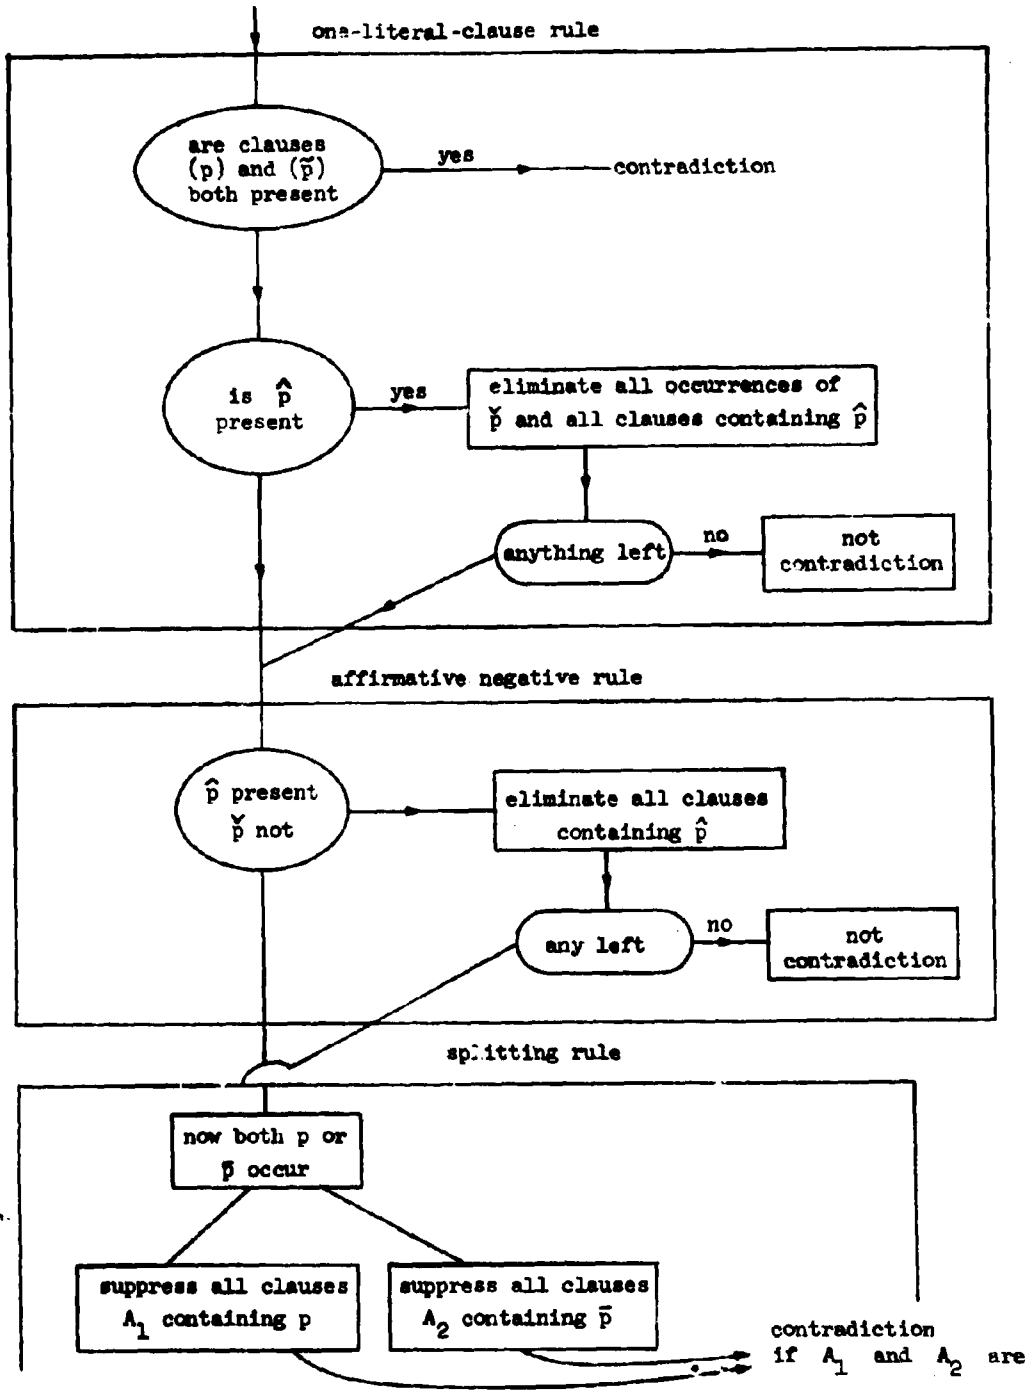 one-literal-clause rule
are clauses
(p) and (p̃)
both present
yes
contradiction
is p̂
present
yes
eliminate all occurrences of
p̌ and all clauses containing p̂
anything left
no
not
contradiction
affirmative negative rule
p̂ present
p̌ not
eliminate all clauses
containing p̂
any left
no
not
contradiction
splitting rule
now both p or
p̄ occur
suppress all clauses
A₁ containing p
suppress all clauses
A₂ containing p̄
contradiction
if A₁ and A₂ are